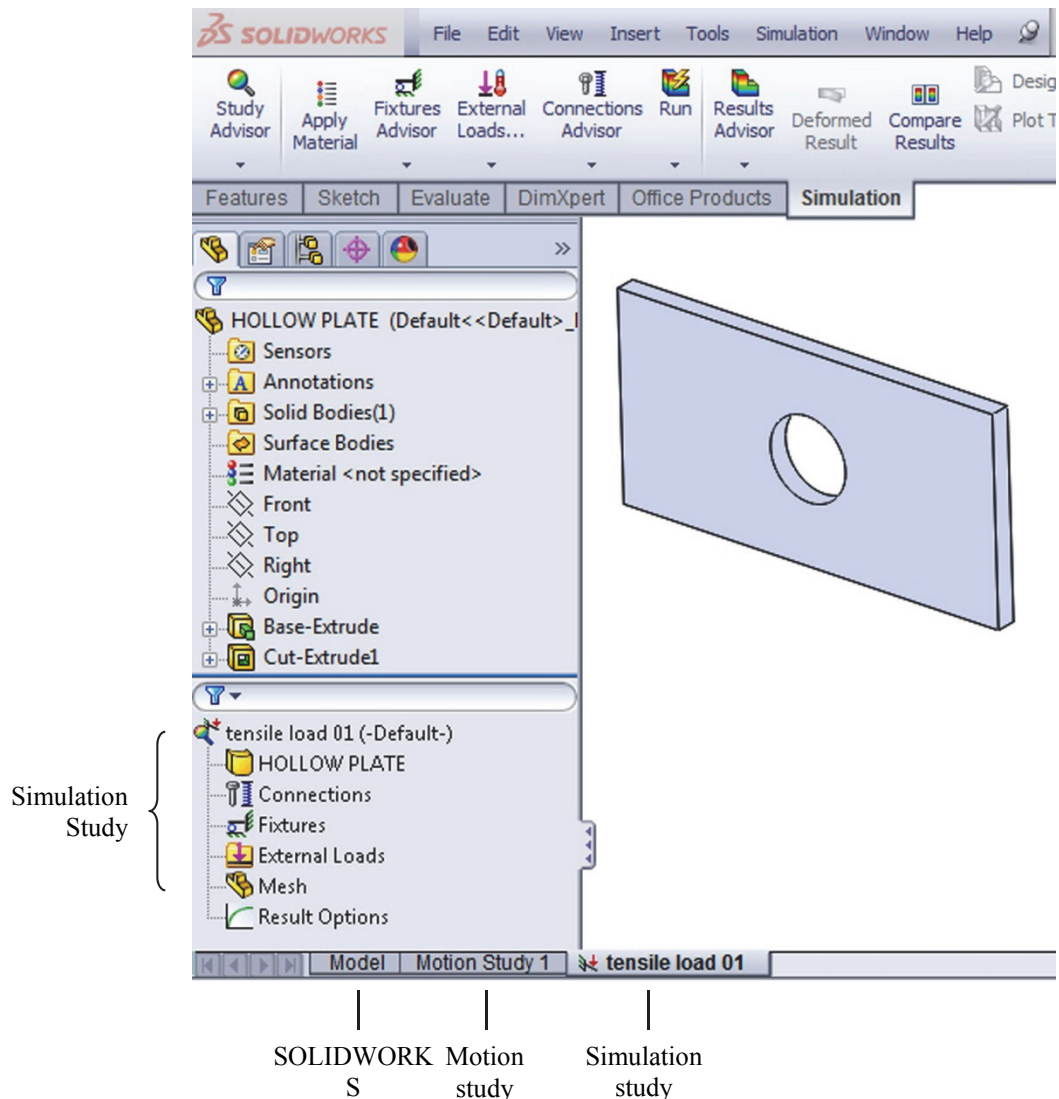 SOLIDWORKS File Edit View Insert Tools Simulation Window Help
Study Advisor
Apply Material
Fixtures Advisor
External Loads...
Connections Advisor
Run
Results Advisor
Deformed Result
Compare Results
Desig
Plot T
Features Sketch Evaluate DimXpert Office Products Simulation
HOLLOW PLATE (Default<<Default>_
Sensors
Annotations
Solid Bodies(1)
Surface Bodies
Material <not specified>
Front
Top
Right
Origin
Base-Extrude
Cut-Extrude1
tensile load 01 (-Default-)
HOLLOW PLATE
Connections
Fixtures
External Loads
Mesh
Result Options
Simulation
Study
Model Motion Study 1 tensile load 01
SOLIDWORK
S
Motion
study
Simulation
study